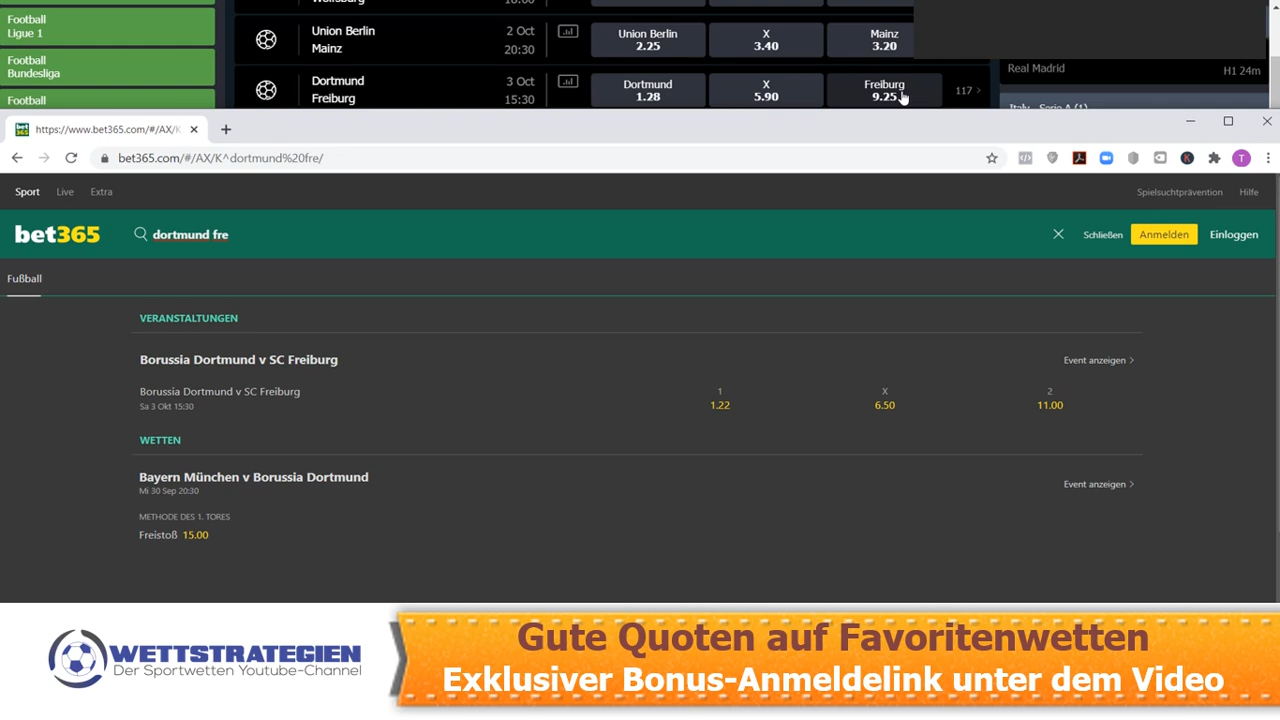 Football
Ligue 1
Football
Bundesliga
Football
Wolfsburg
Union Berlin
Mainz
2 Oct
20:30
Union Berlin
2.25
X
3.40
Mainz
3.20
Dortmund
Freiburg
3 Oct
15:30
Dortmund
1.28
X
5.90
Freiburg
9.25
117 >
Real Madrid
H1 24m
Italy - Serie A (1)
https://www.bet365.com/#/AX/K
bet365.com/#/AX/K^dortmund%20fre/
T
Sport Live Extra
Spielsuchtprävention Hilfe
bet365
dortmund fre
Schließen Anmelden Einloggen
Fußball
VERANSTALTUNGEN
Borussia Dortmund v SC Freiburg
Event anzeigen >
Borussia Dortmund v SC Freiburg
Sa 3 Okt 15:30
1 X 2
1.22 6.50 11.00
WETTEN
Bayern München v Borussia Dortmund
Mi 30 Sep 20:30
Event anzeigen >
METHODE DES 1. TORES
Freistoß 15.00
WETTSTRATEGIEN
Der Sportwetten Youtube-Channel
Gute Quoten auf Favoritenwetten
Exklusiver Bonus-Anmeldelink unter dem Video